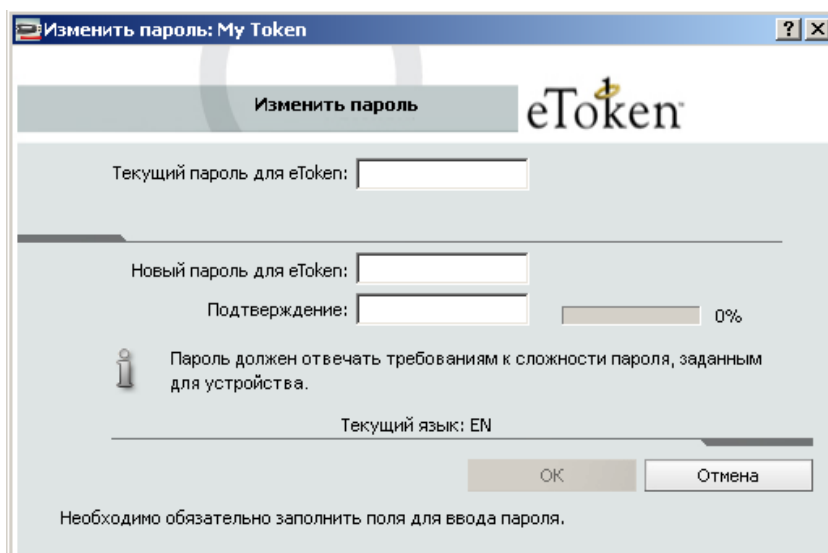 Изменить пароль: My Token
Изменить пароль
eToken
Текущий пароль для eToken:
Новый пароль для eToken:
Подтверждение:
0%
Пароль должен отвечать требованиям к сложности пароля, заданным
для устройства.
Текущий язык: EN
OK
Отмена
Необходимо обязательно заполнить поля для ввода пароля.